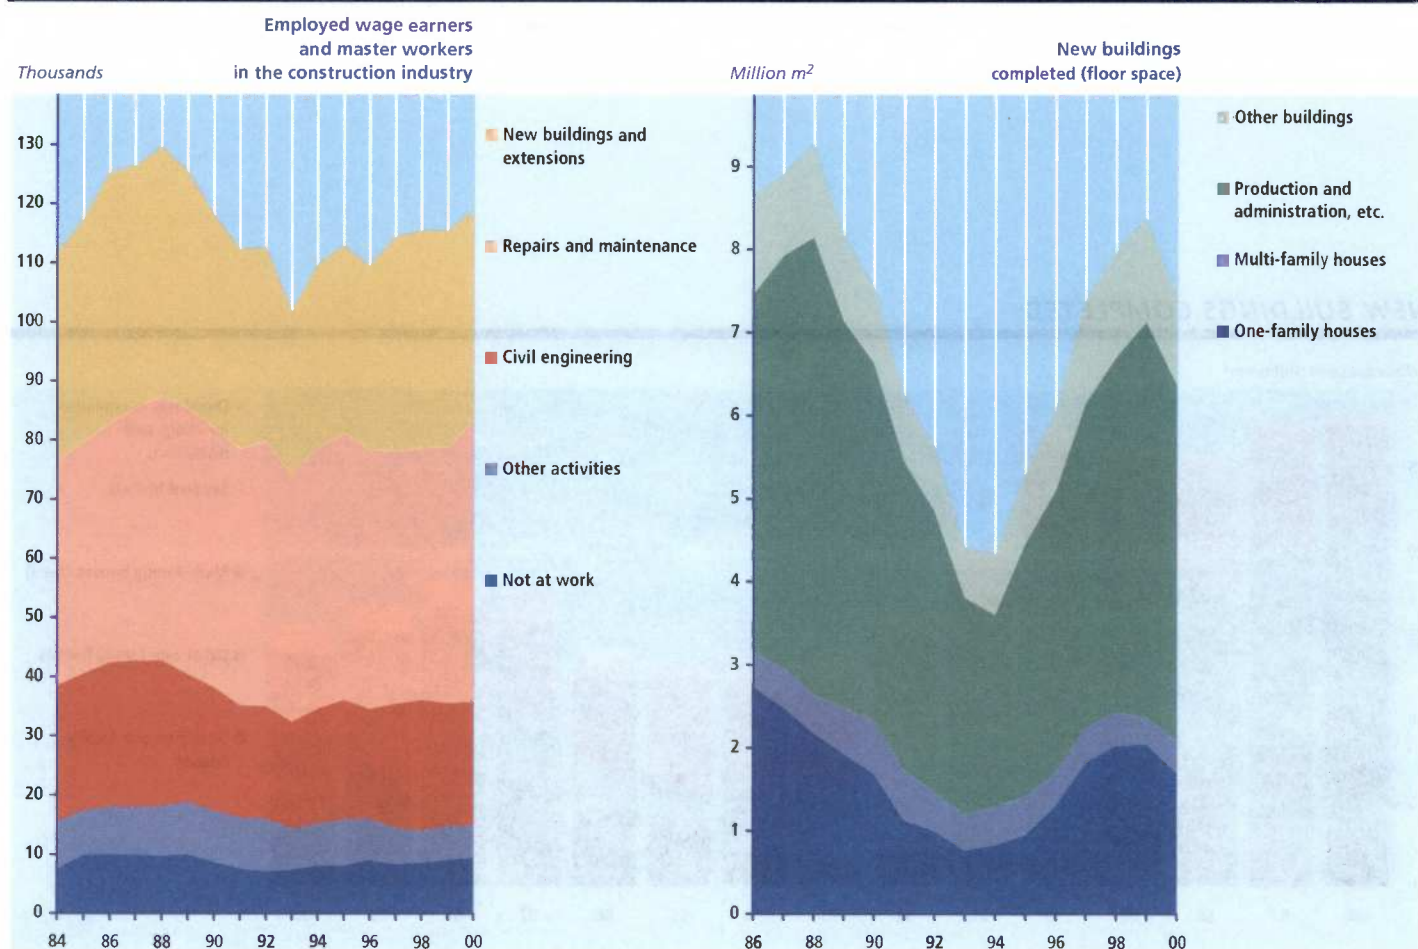 Employed wage earners
and master workers
in the construction industry
Thousands
130
120
110
100
90
80
70
60
50
40
30
20
10
0
84 86 88 90 92 94 96 98 00
New buildings and
extensions
Repairs and maintenance
Civil engineering
Other activities
Not at work
New buildings
completed (floor space)
Million m²
9
8
7
6
5
4
3
2
1
0
86 88 90 92 94 96 98 00
Other buildings
Production and
administration, etc.
Multi-family houses
One-family houses
NEW BUILDINGS COMPLETED